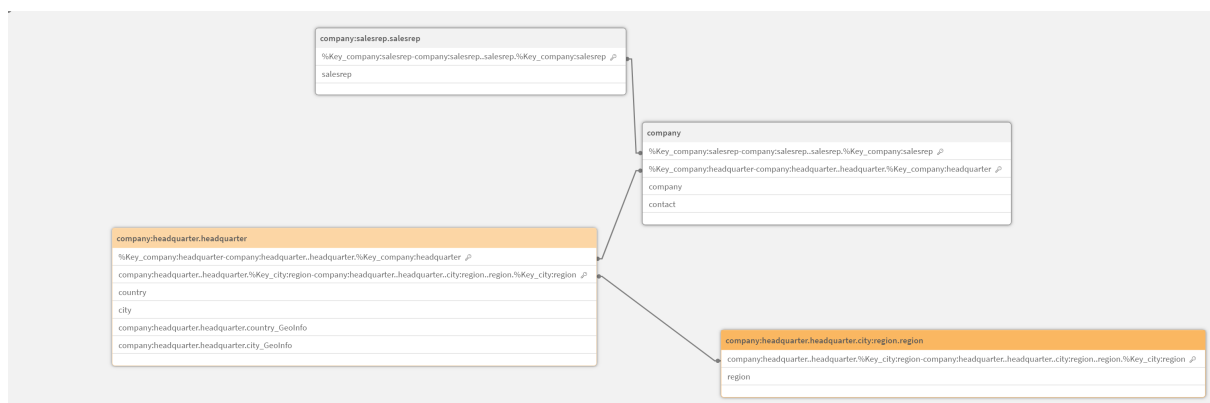 company:salesrep.salesrep
%Key_company:salesrep-company:salesrep..salesrep.%Key_company:salesrep
salesrep
company
%Key_company:salesrep-company:salesrep..salesrep.%Key_company:salesrep
%Key_company:headquarter-company:headquarter..headquarter.%Key_company:headquarter
company
contact
company:headquarter.headquarter
%Key_company:headquarter-company:headquarter..headquarter.%Key_company:headquarter
company:headquarter..headquarter.%Key_city:region-company:headquarter..headquarter..city:region..region.%Key_city:region
country
city
company:headquarter.headquarter.country_GeoInfo
company:headquarter.headquarter.city_GeoInfo
company:headquarter.headquarter.city:region.region
company:headquarter..headquarter.%Key_city:region-company:headquarter..headquarter..city:region..region.%Key_city:region
region